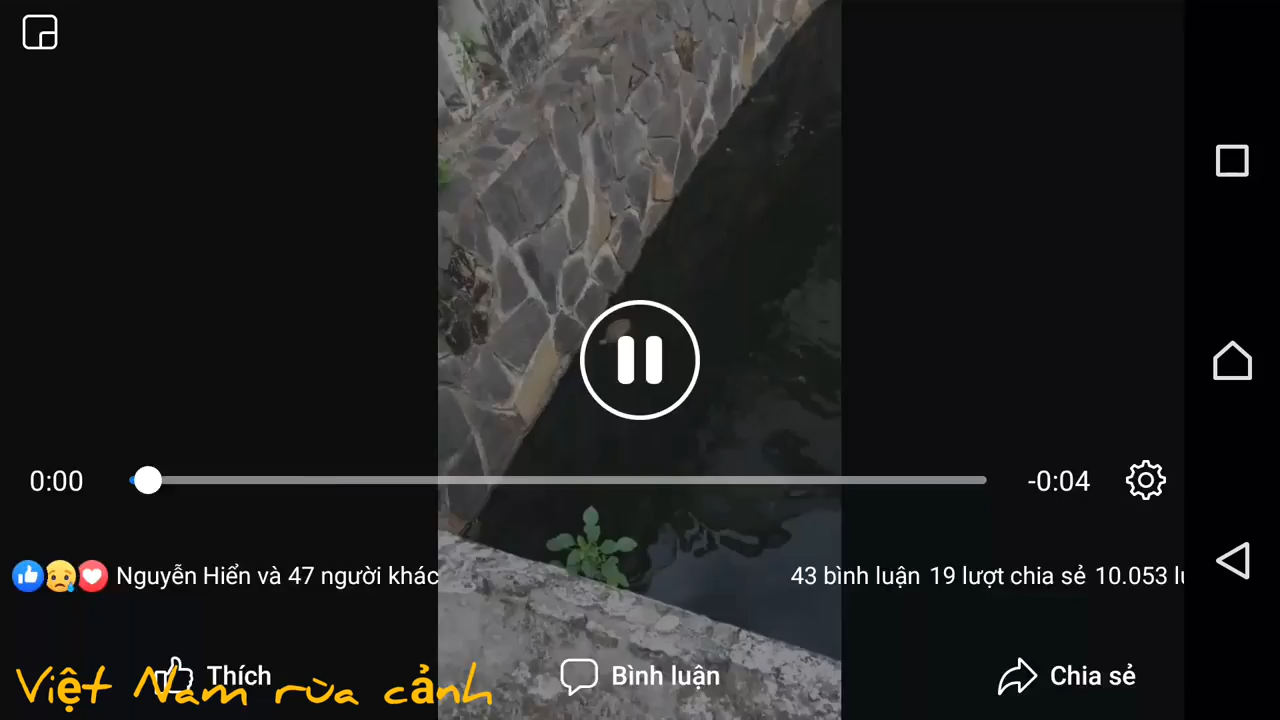 0:00
-0:04
Nguyễn Hiển và 47 người khác
43 bình luận 19 lượt chia sẻ 10.053
Thích
Bình luận
Chia sẻ
Việt Nam rùa cảnh